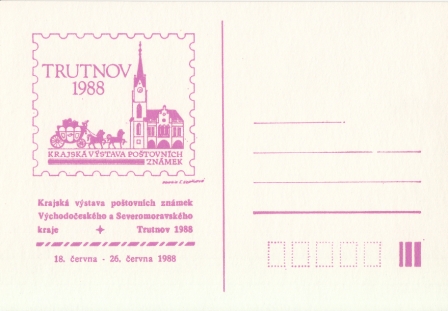 TRUTNOV
1988
KRAJSKÁ VÝSTAVA POŠTOVNÍCH
ZNÁMEK
Krajská výstava poštovních známek
Východočeského a Severomoravského
kraje Trutnov 1988
18. června - 26. června 1988